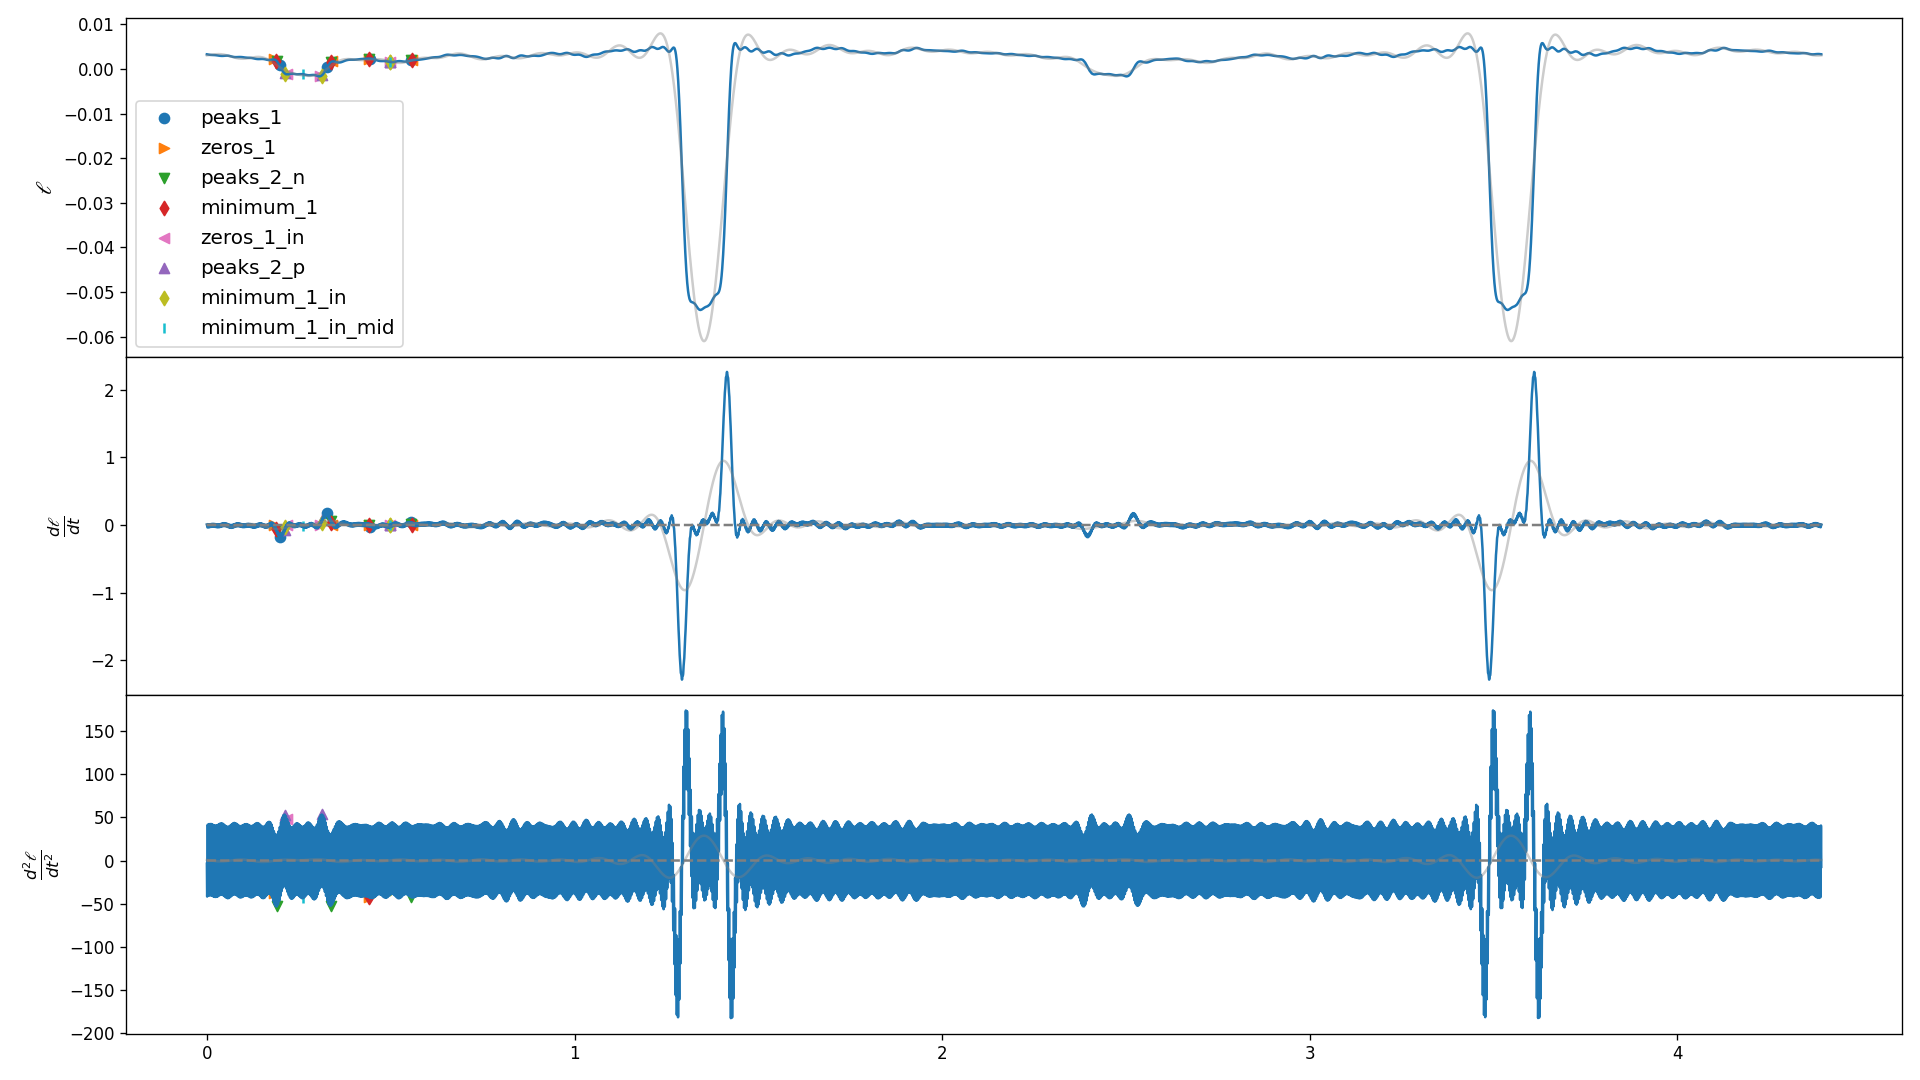 0.01
0.00
−0.01
−0.02
−0.03
−0.04
−0.05
−0.06
ℓ
peaks_1
zeros_1
peaks_2_n
minimum_1
zeros_1_in
peaks_2_p
minimum_1_in
minimum_1_in_mid
2
1
0
−1
−2
dℓ
dt
150
100
50
0
−50
−100
−150
−200
d²ℓ
dt²
0 1 2 3 4